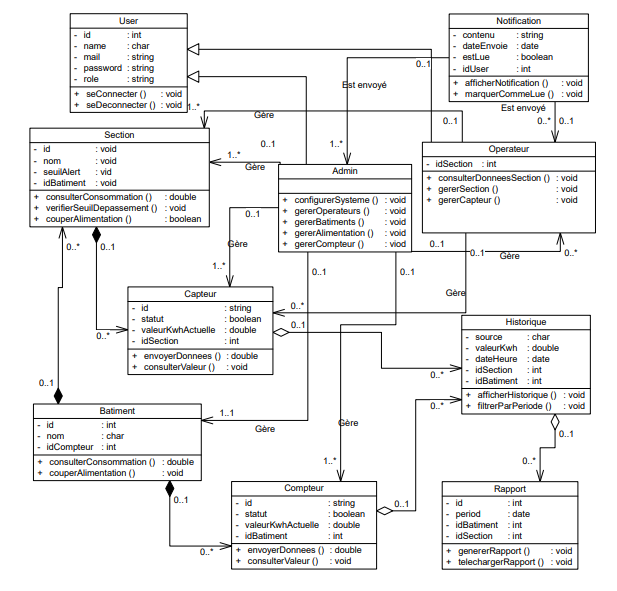 User
- id : int
- name : char
- mail : string
- password : string
- role : string
+ seConnecter () : void
+ seDeconnecter () : void
Notification
- contenu : string
- dateEnvoie : date
- estLue : boolean
- idUser : int
+ afficherNotification () : void
+ marquerCommeLue () : void
0..1
Est envoyé
Est envoyé
1..*
Gère
0..*
0..1
Section
- id : void
- nom : void
- seuilAlert : vid
- idBatiment : void
+ consulterConsommation () : double
+ verifierSeuilDepassement () : void
+ couperAlimentation () : boolean
0..1
1..*
1..*
Gère
Operateur
- idSection : int
+ consulterDonneesSection () : void
+ gererSection () : void
+ gererCapteur () : void
Admin
+ configurerSysteme () : void
+ gererOperateurs () : void
+ gererBatiments () : void
+ gererAlimentation () : void
+ gererCompteur () : viod
0..1
0..*
0..1
Gère
0..1
0..1
Gère
0..*
1..*
0..1
0..1
Capteur
- id : string
- statut : boolean
- valeurKwhActuelle : double
- idSection : int
+ envoyerDonnees () : double
+ consulterValeur () : void
Gère
0..*
0..1
0..*
0..*
Historique
- source : char
- valeurKwh : double
- dateHeure : date
- idSection : int
- idBatiment : int
+ afficherHistorique () : void
+ filtrerParPeriode () : void
0..1
0..*
Batiment
- id : int
- nom : char
- idCompteur : int
+ consulterConsommation () : double
+ couperAlimentation () : void
1..1
Gère
Gère
0..1
0..*
1..*
0..1
0..*
Compteur
- id : string
- statut : boolean
- valeurKwhActuelle : double
- idBatiment : int
+ envoyerDonnees () : double
+ consulterValeur () : void
0..1
Rapport
- id : int
- period : date
- idBatiment : int
- idSection : int
+ genererRapport () : void
+ telechargerRapport () : void